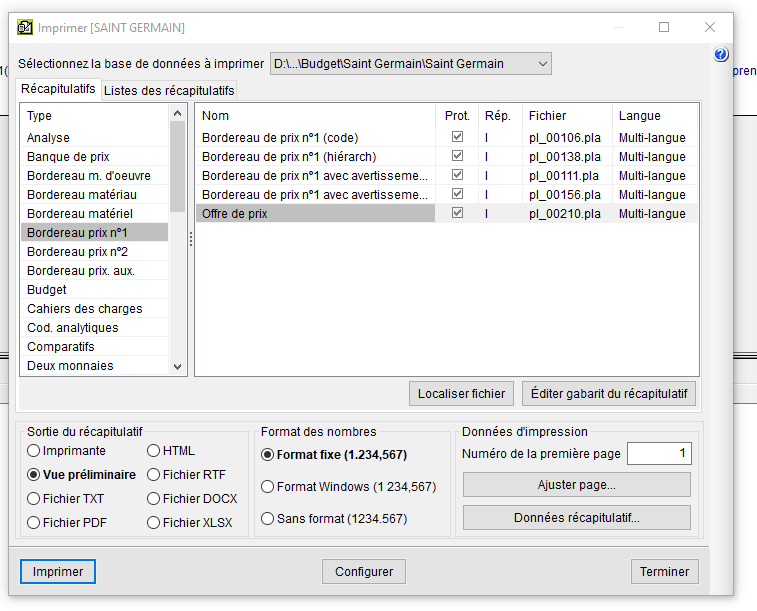 Imprimer [SAINT GERMAIN]
Sélectionnez la base de données à imprimer D:\...\Budget\Saint Germain\Saint Germain
1(
pren
Récapitulatifs Listes des récapitulatifs
Type
Analyse
Banque de prix
Bordereau m. d'oeuvre
Bordereau matériau
Bordereau matériel
Bordereau prix nº1
Bordereau prix nº2
Bordereau prix. aux.
Budget
Cahiers des charges
Cod. analytiques
Comparatifs
Deux monnaies
Nom Prot. Rép. Fichier Langue
Bordereau de prix nº1 (code) I pl_00106.pla Multi-langue
Bordereau de prix nº1 (hiérarch) I pl_00138.pla Multi-langue
Bordereau de prix nº1 avec avertisseme... I pl_00111.pla Multi-langue
Bordereau de prix nº1 avec avertisseme... I pl_00156.pla Multi-langue
Offre de prix I pl_00210.pla Multi-langue
Localiser fichier Éditer gabarit du récapitulatif
Sortie du récapitulatif
Imprimante HTML
Vue préliminaire Fichier RTF
Fichier TXT Fichier DOCX
Fichier PDF Fichier XLSX
Format des nombres
Format fixe (1.234,567)
Format Windows (1 234,567)
Sans format (1234.567)
Données d'impression
Numéro de la première page 1
Ajuster page...
Données récapitulatif...
Imprimer Configurer Terminer